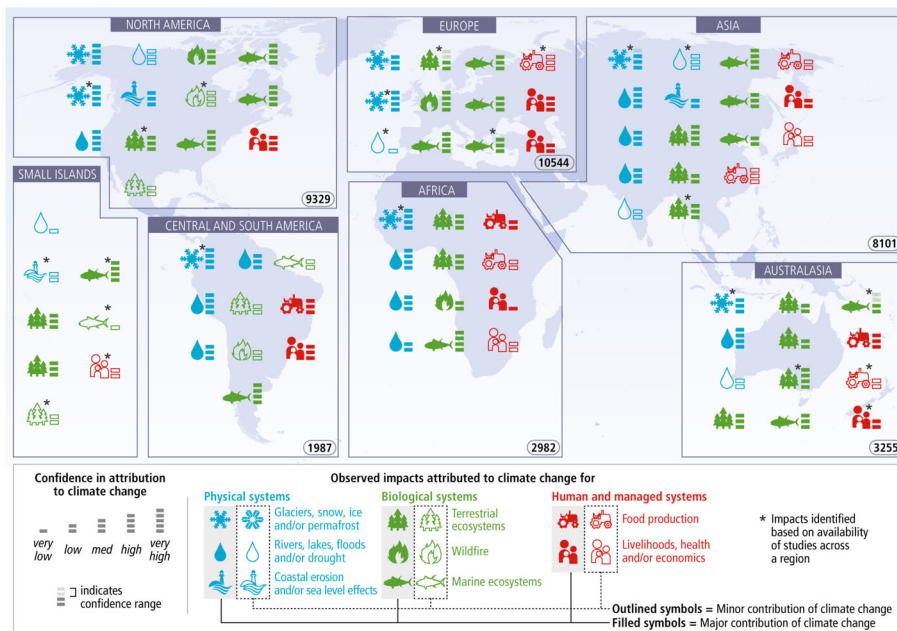 NORTH AMERICA
EUROPE
ASIA
*
*
*
*
*
*
*
*
*
*
*
*
*
10544
9329
SMALL ISLANDS
AFRICA
CENTRAL AND SOUTH AMERICA
8101
AUSTRALASIA
*
*
*
*
*
*
*
*
*
*
*
*
1987
2982
3255
Confidence in attribution
to climate change
very low
low
med
high
very high
indicates
confidence range
Observed impacts attributed to climate change for
Physical systems
Glaciers, snow, ice
and/or permafrost
Rivers, lakes, floods
and/or drought
Coastal erosion
and/or sea level effects
Biological systems
Terrestrial
ecosystems
Wildfire
Marine ecosystems
Human and managed systems
Food production
Livelihoods, health
and/or economics
* Impacts identified
based on availability
of studies across
a region
Outlined symbols = Minor contribution of climate change
Filled symbols = Major contribution of climate change